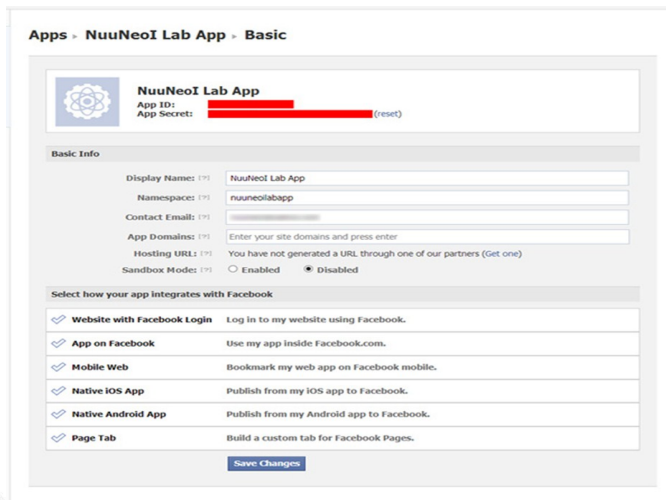 Apps ▸ NuuNeoI Lab App ▸ Basic
NuuNeoI Lab App
App ID:
App Secret: (reset)
Basic Info
Display Name: [?] NuuNeoI Lab App
Namespace: [?] nuuneoilabapp
Contact Email: [?]
App Domains: [?] Enter your site domains and press enter
Hosting URL: [?] You have not generated a URL through one of our partners (Get one)
Sandbox Mode: [?] Enabled Disabled
Select how your app integrates with Facebook
Website with Facebook Login Log in to my website using Facebook.
App on Facebook Use my app inside Facebook.com.
Mobile Web Bookmark my web app on Facebook mobile.
Native iOS App Publish from my iOS app to Facebook.
Native Android App Publish from my Android app to Facebook.
Page Tab Build a custom tab for Facebook Pages.
Save Changes